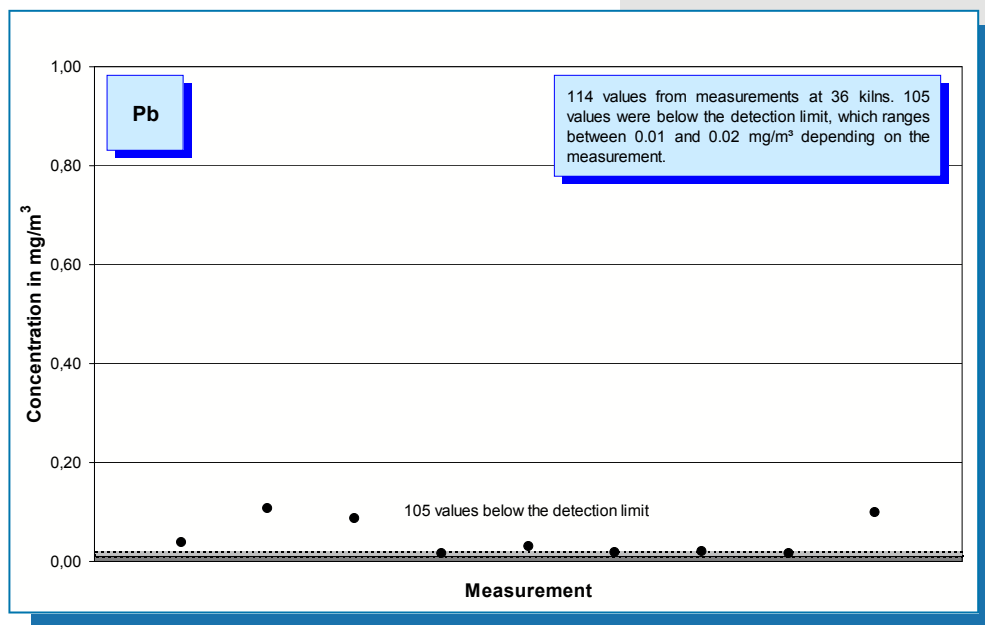 Pb
114 values from measurements at 36 kilns. 105
values were below the detection limit, which ranges
between 0.01 and 0.02 mg/m³ depending on the
measurement.
1,00
0,80
0,60
0,40
0,20
0,00
Concentration in mg/m³
105 values below the detection limit
Measurement